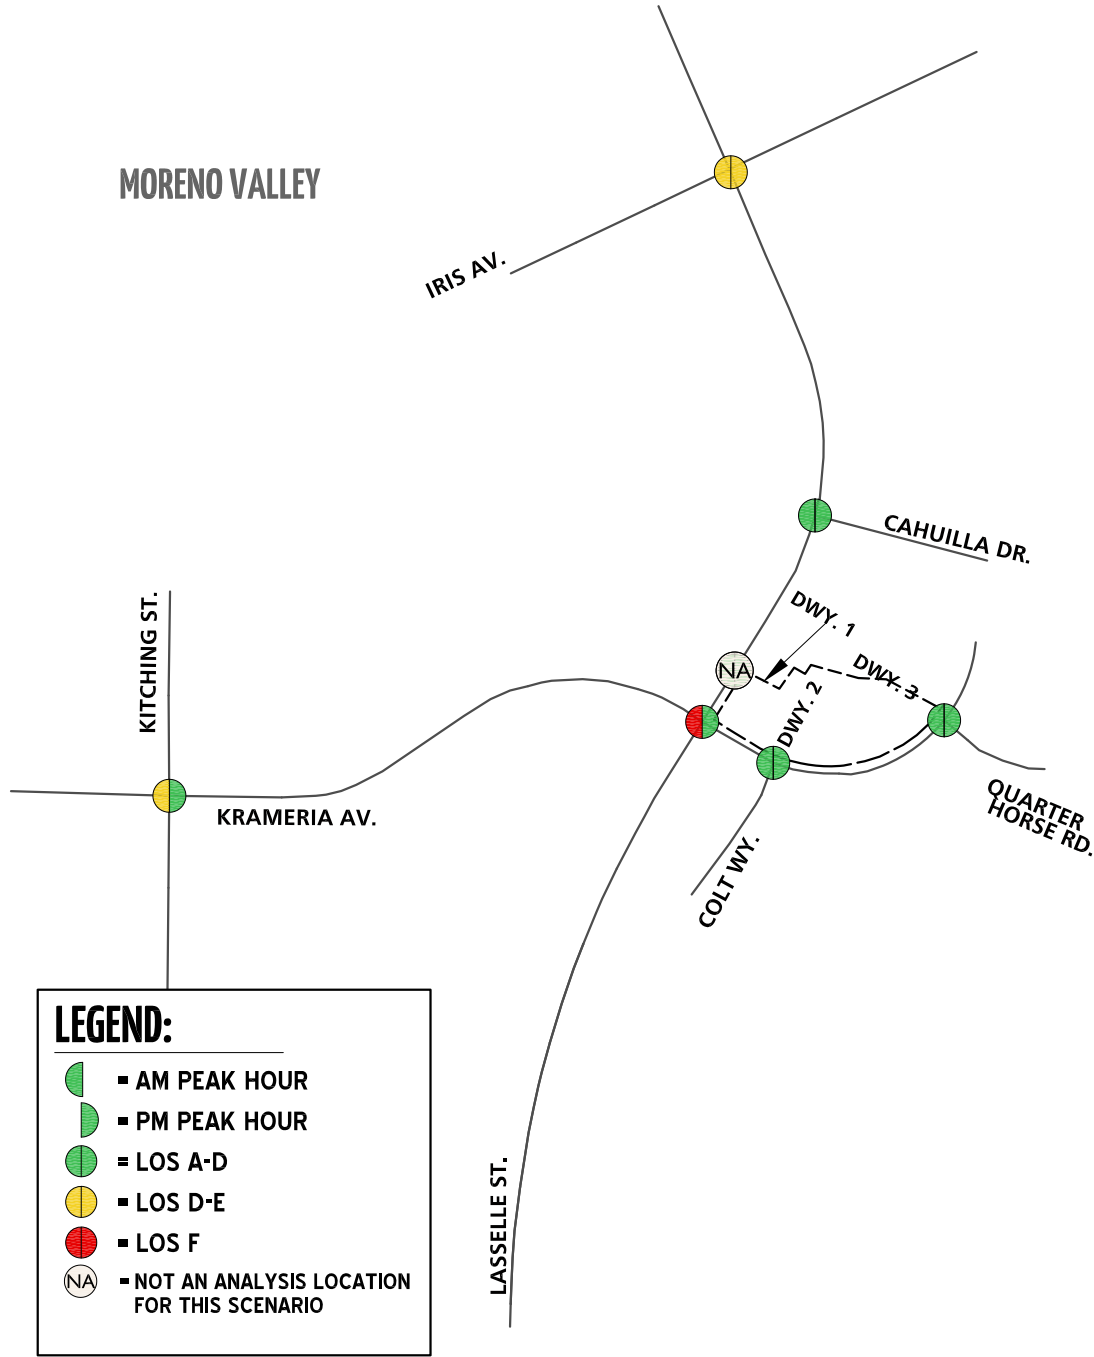 MORENO VALLEY
IRIS AV.
CAHUILLA DR.
DWY. 1
KITCHING ST.
NA
DWY. 3
DWY. 2
QUARTER
HORSE RD.
KRAMERIA AV.
COLT WY.
LASSELLE ST.
LEGEND:
= AM PEAK HOUR
= PM PEAK HOUR
= LOS A-D
= LOS D-E
= LOS F
NA = NOT AN ANALYSIS LOCATION
FOR THIS SCENARIO